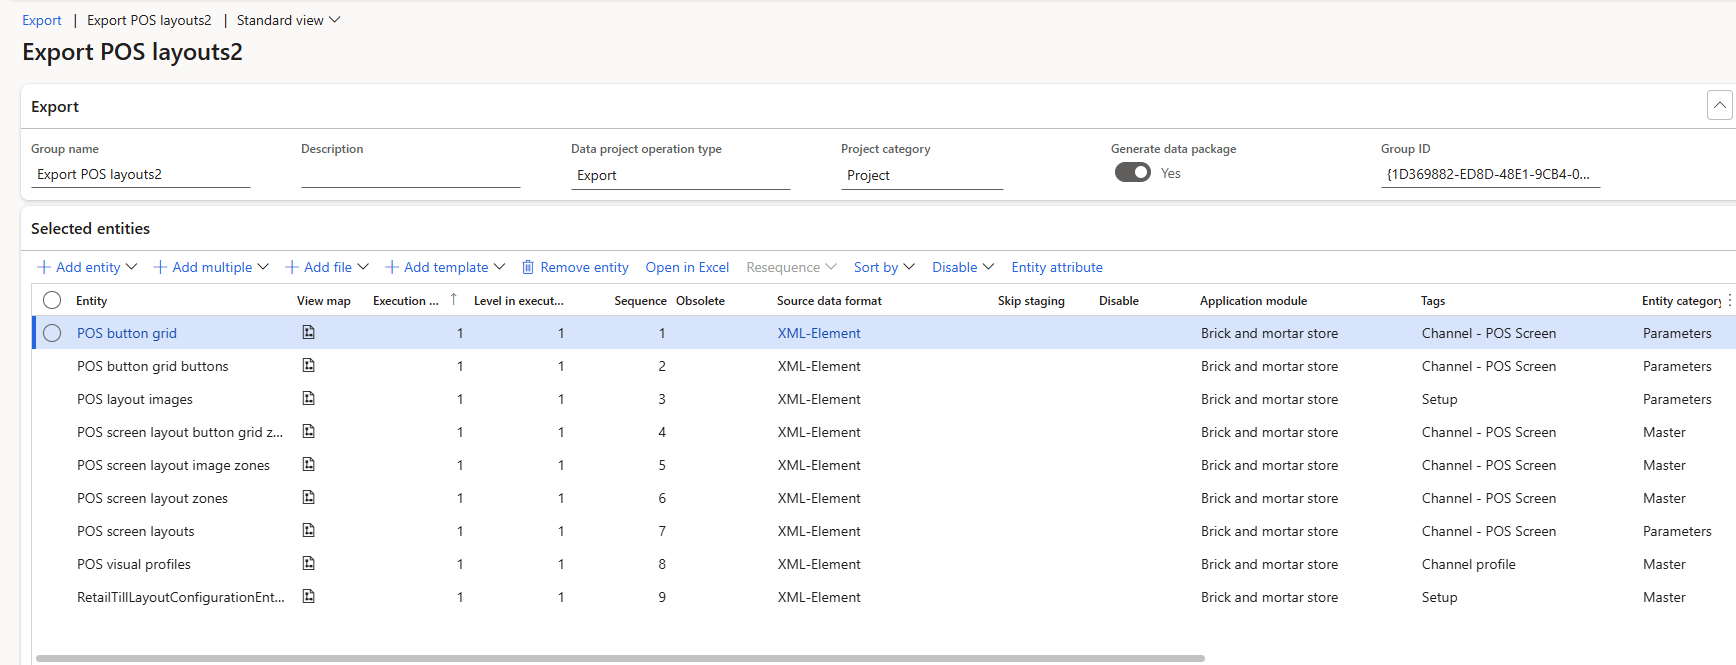 Export | Export POS layouts2 | Standard view
Export POS layouts2
Export
Group name Description Data project operation type Project category Generate data package Group ID
Export POS layouts2 Export Project Yes {1D369882-ED8D-48E1-9CB4-0...
Selected entities
Add entity Add multiple Add file Add template Remove entity Open in Excel Resequence Sort by Disable Entity attribute
Entity View map Execution ... Level in execut... Sequence Obsolete Source data format Skip staging Disable Application module Tags Entity category
POS button grid 1 1 1 XML-Element Brick and mortar store Channel - POS Screen Parameters
POS button grid buttons 1 1 2 XML-Element Brick and mortar store Channel - POS Screen Parameters
POS layout images 1 1 3 XML-Element Brick and mortar store Setup Parameters
POS screen layout button grid z... 1 1 4 XML-Element Brick and mortar store Channel - POS Screen Master
POS screen layout image zones 1 1 5 XML-Element Brick and mortar store Channel - POS Screen Master
POS screen layout zones 1 1 6 XML-Element Brick and mortar store Channel - POS Screen Master
POS screen layouts 1 1 7 XML-Element Brick and mortar store Channel - POS Screen Parameters
POS visual profiles 1 1 8 XML-Element Brick and mortar store Channel profile Master
RetailTillLayoutConfigurationEnt... 1 1 9 XML-Element Brick and mortar store Setup Master